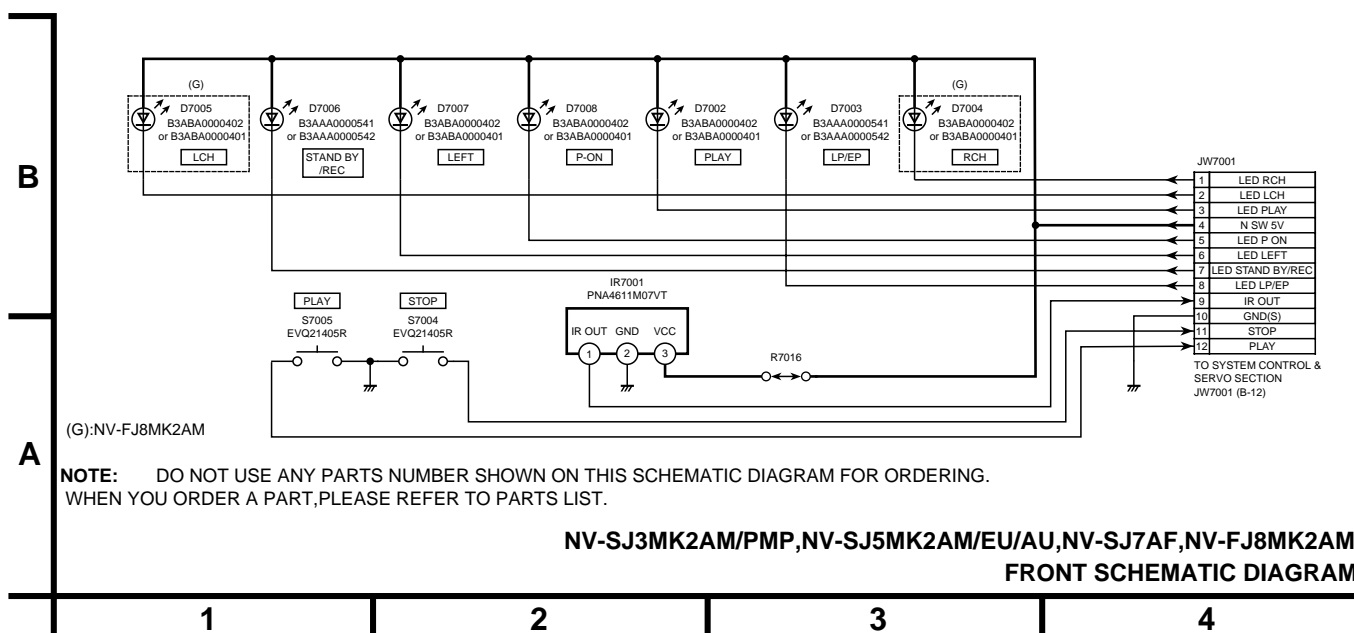 (G)
D7005
B3ABA0000402
or B3ABA0000401
LCH
D7006
B3AAA0000541
or B3AAA0000542
STAND BY
/REC
D7007
B3ABA0000402
or B3ABA0000401
LEFT
D7008
B3ABA0000402
or B3ABA0000401
P-ON
D7002
B3ABA0000402
or B3ABA0000401
PLAY
D7003
B3AAA0000541
or B3AAA0000542
LP/EP
(G)
D7004
B3ABA0000402
or B3ABA0000401
RCH
B
JW7001
1 LED RCH
2 LED LCH
3 LED PLAY
4 N SW 5V
5 LED P ON
6 LED LEFT
7 LED STAND BY/REC
8 LED LP/EP
9 IR OUT
10 GND(S)
11 STOP
12 PLAY
TO SYSTEM CONTROL &
SERVO SECTION
JW7001 (B-12)
PLAY
S7005
EVQ21405R
STOP
S7004
EVQ21405R
IR7001
PNA4611M07VT
IR OUT GND VCC
1 2 3
R7016
(G):NV-FJ8MK2AM
A
NOTE: DO NOT USE ANY PARTS NUMBER SHOWN ON THIS SCHEMATIC DIAGRAM FOR ORDERING.
WHEN YOU ORDER A PART,PLEASE REFER TO PARTS LIST.
NV-SJ3MK2AM/PMP,NV-SJ5MK2AM/EU/AU,NV-SJ7AF,NV-FJ8MK2AM
FRONT SCHEMATIC DIAGRAM
1 2 3 4